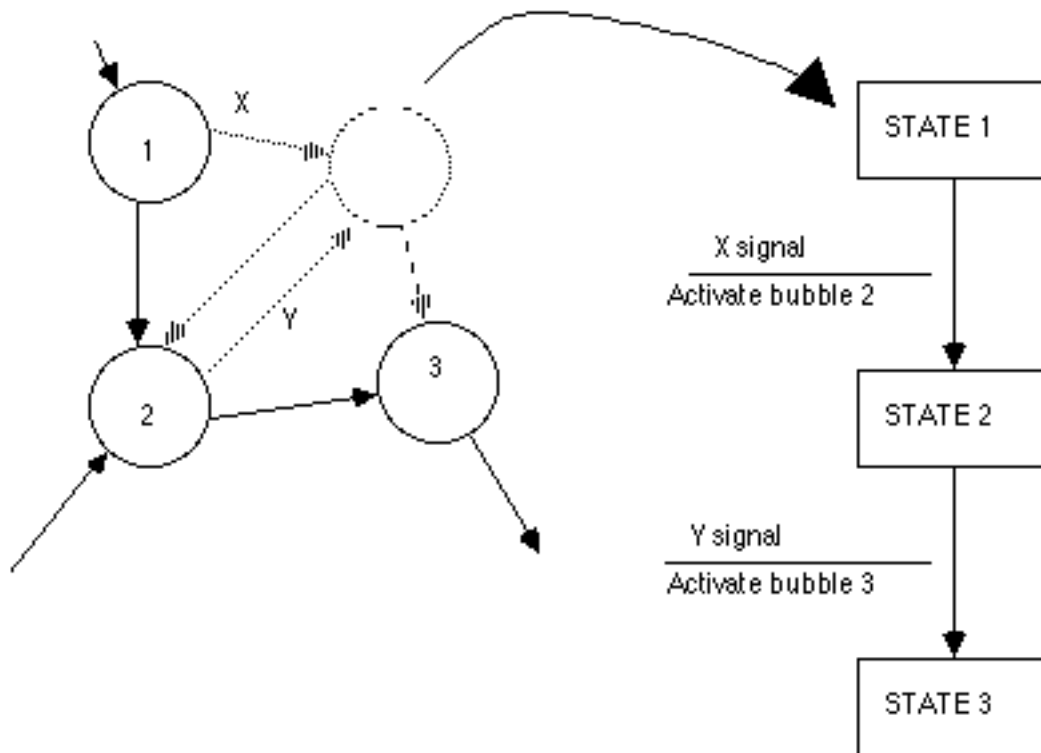 X
1
STATE 1
X signal
Activate bubble 2
Y
3
2
STATE 2
Y signal
Activate bubble 3
STATE 3